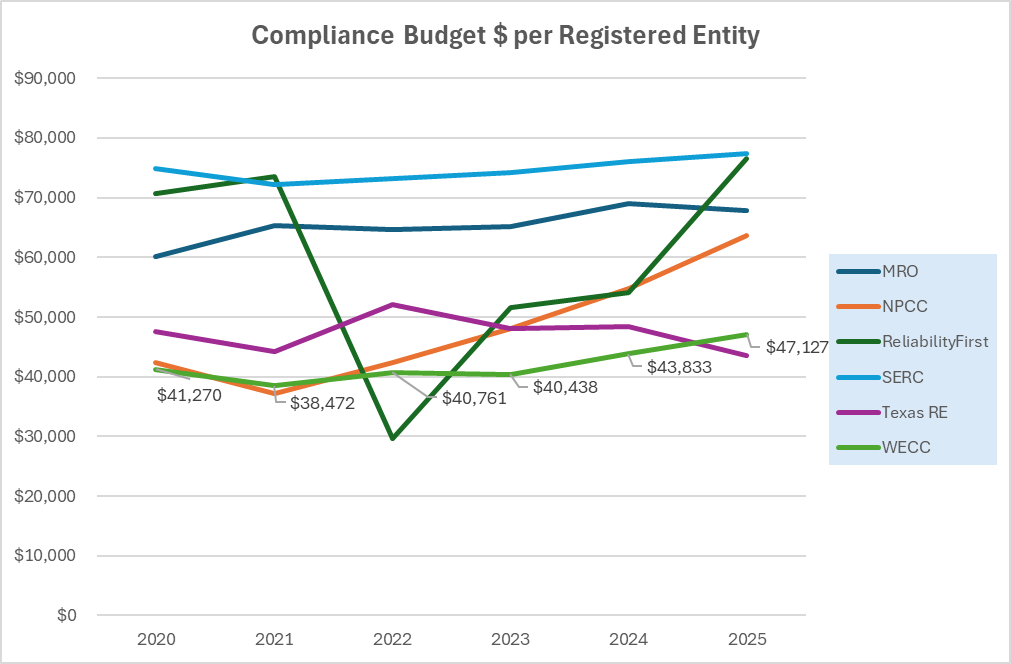 Compliance Budget $ per Registered Entity
$90,000
$80,000
$70,000
$60,000
$50,000
$40,000
$30,000
$20,000
$10,000
$0
$41,270
$38,472
$40,761
$40,438
$43,833
$47,127
2020 2021 2022 2023 2024 2025
MRO
NPCC
ReliabilityFirst
SERC
Texas RE
WECC